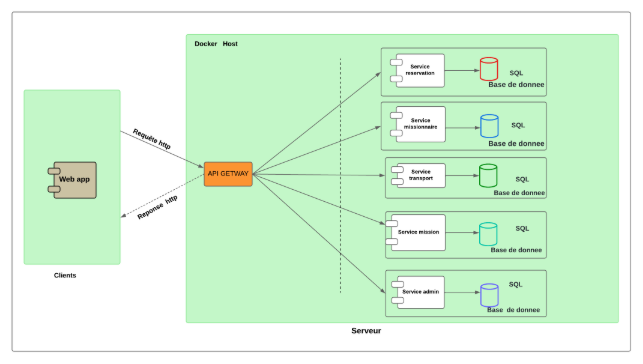 Docker Host
Service
reservation
SQL
Base de donnee
Service
missionnaire
SQL
Base de donnee
Requête http
Web app
API GETWAY
Service
transport
SQL
Base de donnee
Reponse http
Service mission
SQL
Base de donnee
Clients
Service admin
SQL
Base de donnee
Serveur